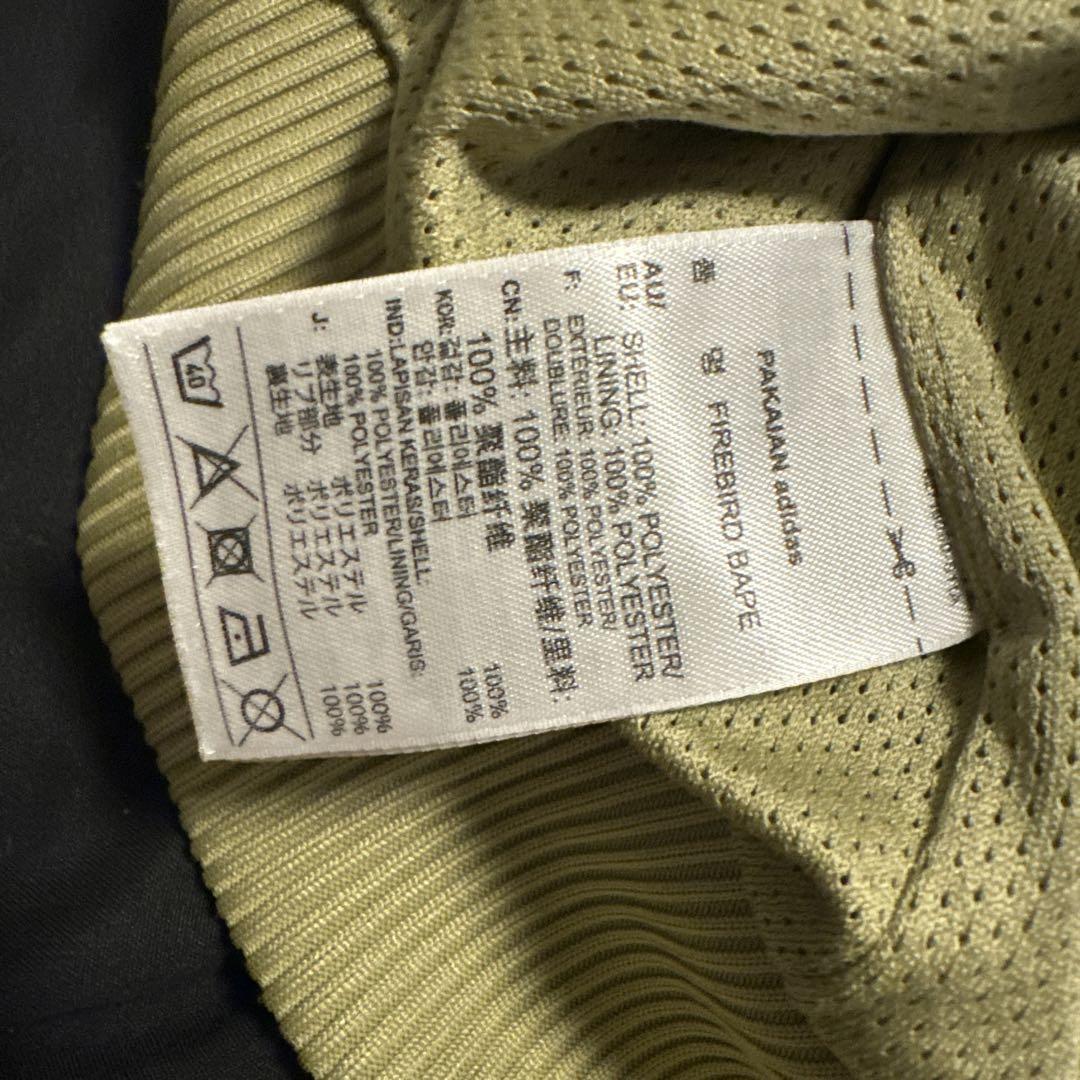 PAKAIAN adidas
품 명 FIREBIRD BAPE
AU/
EU: SHELL: 100% POLYESTER/
LINING: 100% POLYESTER
F: EXTERIEUR: 100% POLYESTER/
DOUBLURE: 100% POLYESTER
CN: 主料: 100% 聚酯纤维/里料:
100% 聚酯纤维
KOR: 겉감: 폴리에스터 100%
안감: 폴리에스터 100%
IND:LAPISAN KERAS/SHELL.
100% POLYESTER/LINING/GARIS:
100% POLYESTER
J: 表生地 ポリエステル 100%
リブ部分 ポリエステル 100%
裏生地 ポリエステル 100%
40